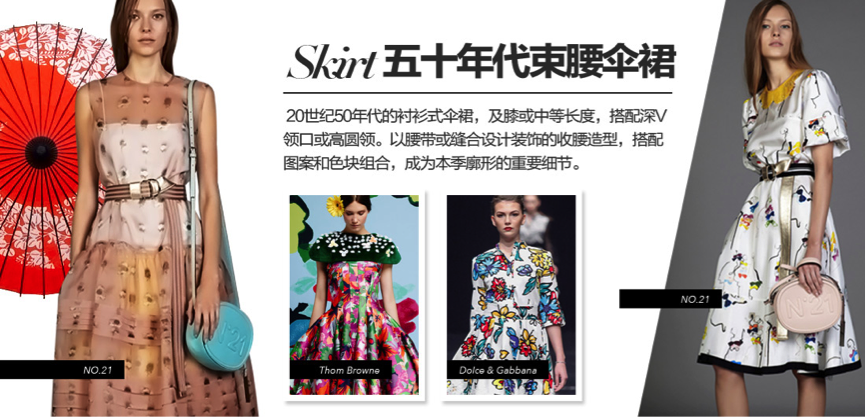 Skirt 五十年代束腰伞裙
20世纪50年代的衬衫式伞裙，及膝或中等长度，搭配深V
领口或高圆领。以腰带或缝合设计装饰的收腰造型，搭配
图案和色块组合，成为本季廓形的重要细节。
NO.21
Thom Browne
Dolce & Gabbana
NO.21
N°21
N°21